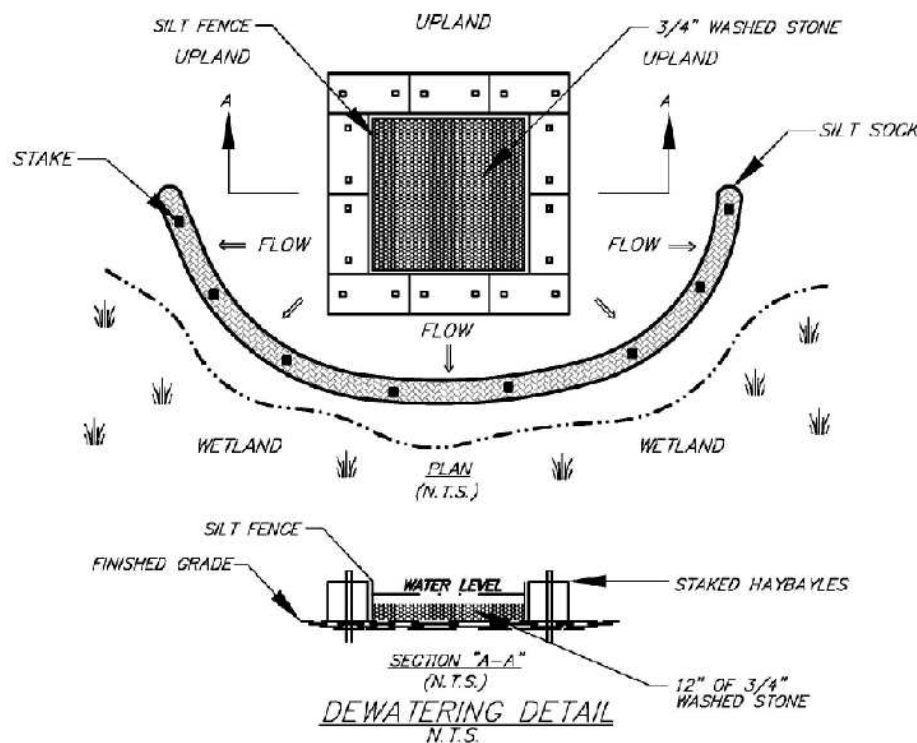 SILT FENCE
UPLAND
3/4" WASHED STONE
UPLAND
UPLAND
A
A
SILT SOCK
STAKE
FLOW
FLOW
FLOW
WETLAND
WETLAND
PLAN
(N.T.S.)
SILT FENCE
FINISHED GRADE
WATER LEVEL
STAKED HAYBAYLES
SECTION "A-A"
(N.T.S.)
12" OF 3/4"
WASHED STONE
DEWATERING DETAIL
N.T.S.